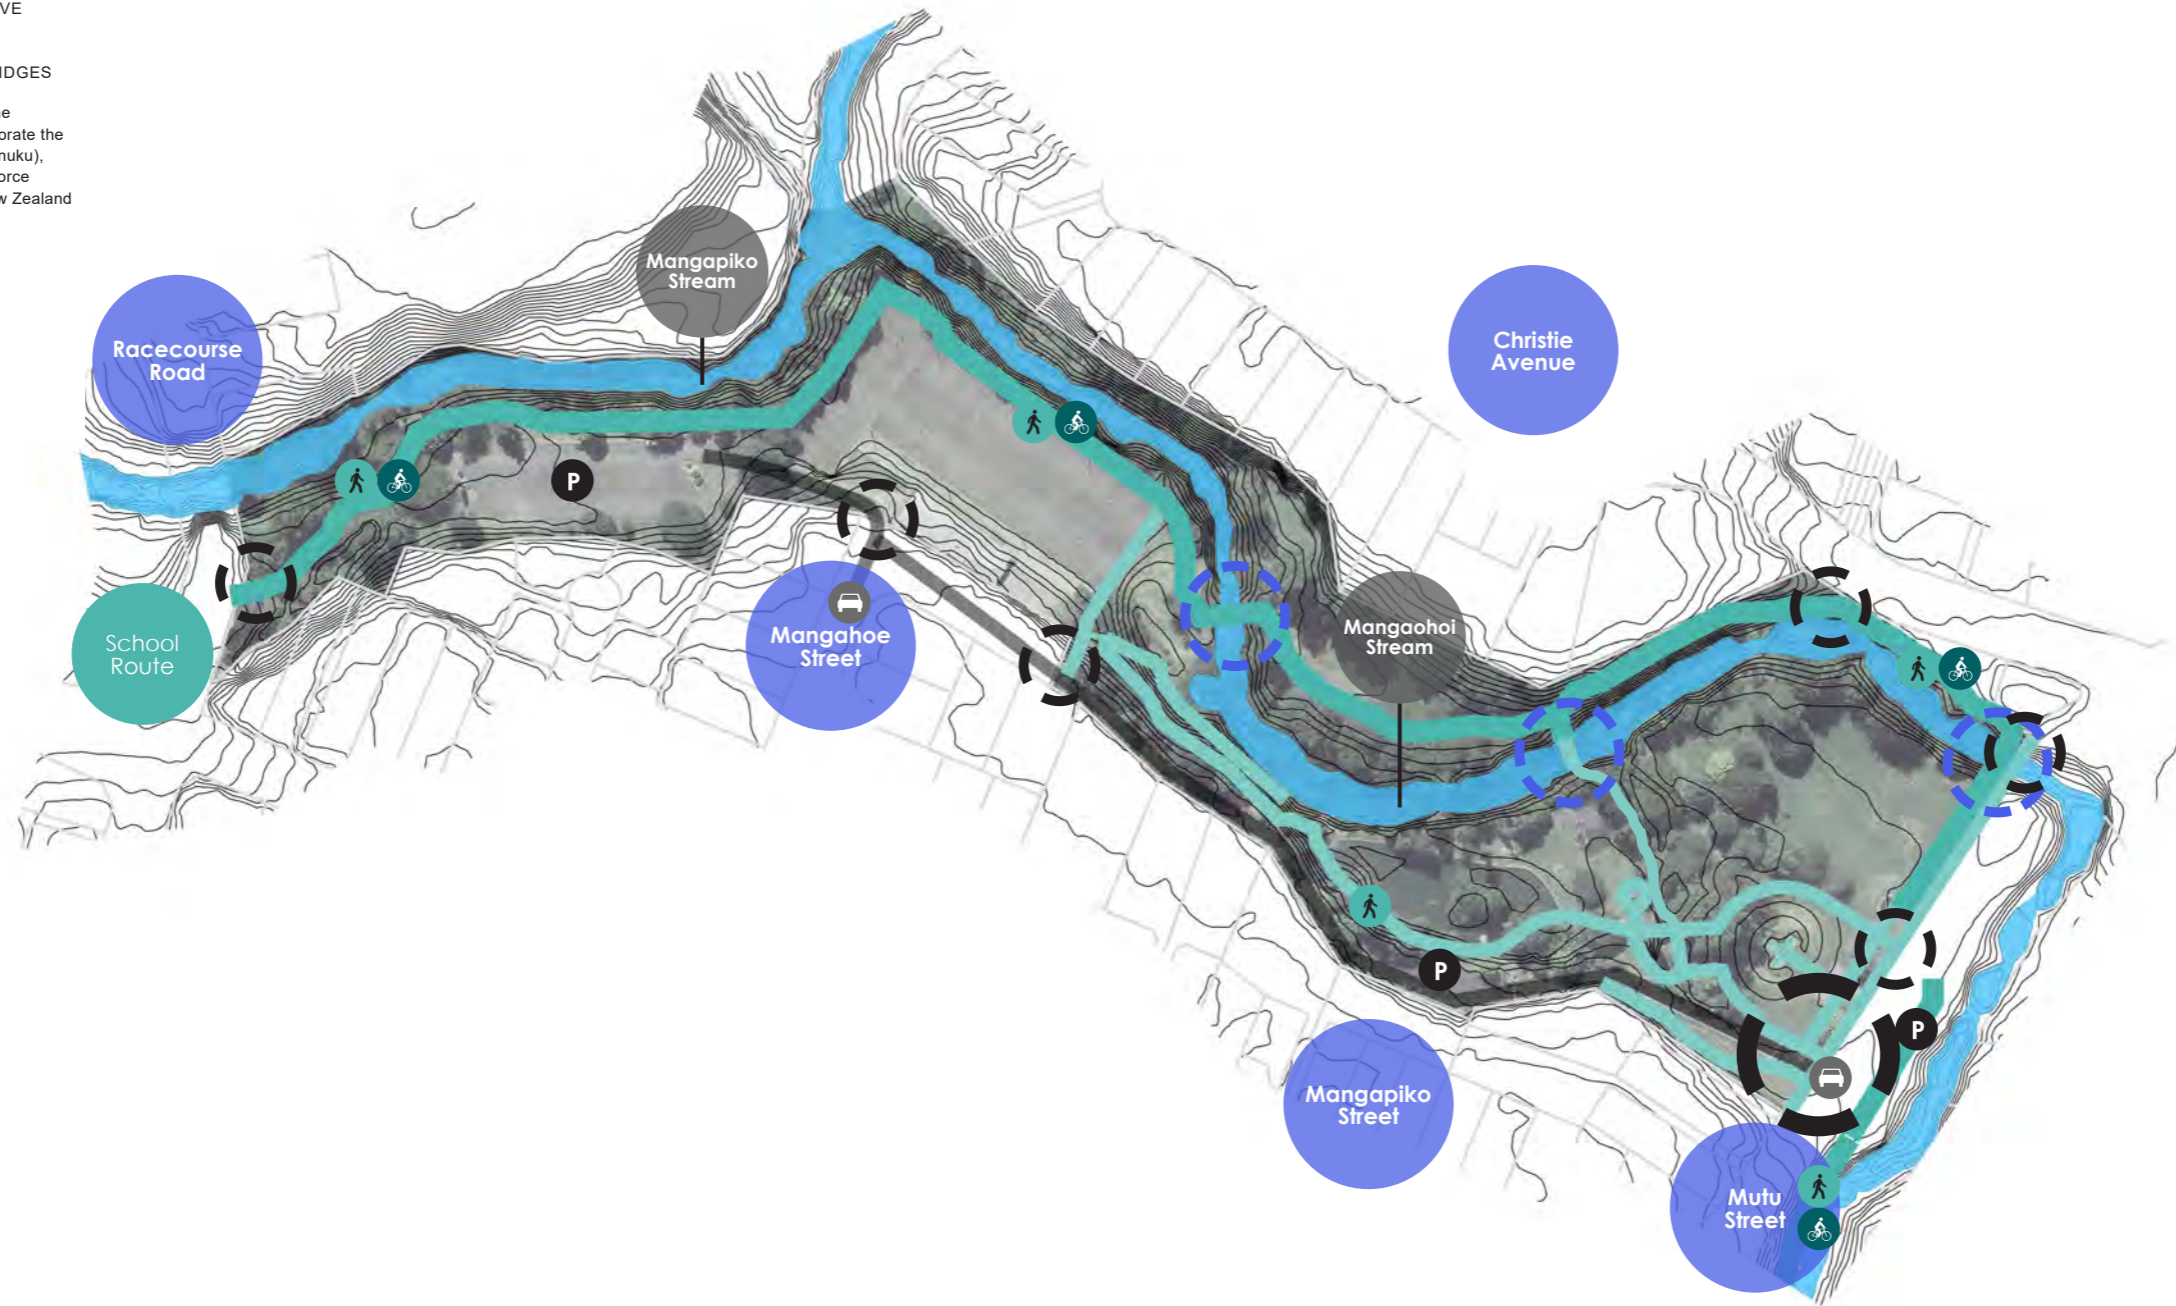 VE
IDGES
ne
orate the
nuku),
orce
w Zealand
Mangapiko
Stream
Racecourse
Road
Christie
Avenue
P
Mangaohoi
Stream
School
Route
Mangahoe
Street
P
P
Mangapiko
Street
Mutu
Street